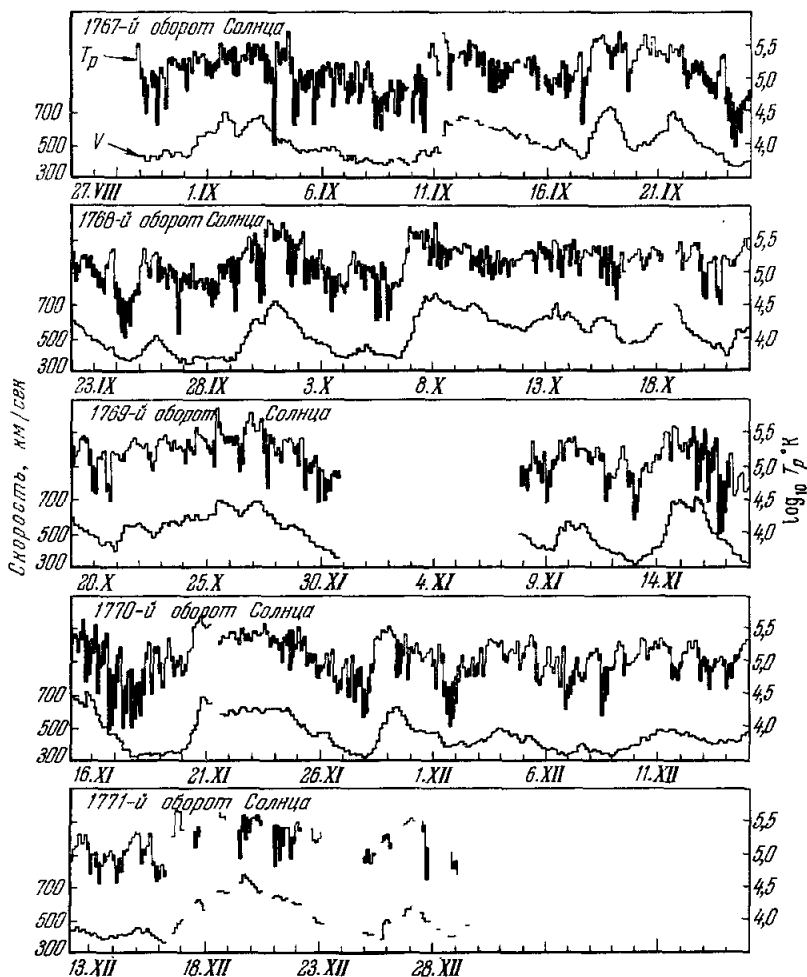 1767-й оборот Солнца
Tp
V
700
500
300
5,5
5,0
4,5
4,0
27.VIII 1.IX 6.IX 11.IX 16.IX 21.IX
1768-й оборот Солнца
700
500
300
5,5
5,0
4,5
4,0
23.IX 28.IX 3.X 8.X 13.X 18.X
Скорость, км/сек
1769-й оборот Солнца
700
500
300
5,5
5,0
4,5
4,0
log10 Tp °K
20.X 25.X 30.XI 4.XI 9.XI 14.XI
1770-й оборот Солнца
700
500
300
5,5
5,0
4,5
4,0
16.XI 21.XI 26.XI 1.XII 6.XII 11.XII
1771-й оборот Солнца
700
500
300
5,5
5,0
4,5
4,0
13.XII 18.XII 23.XII 28.XII